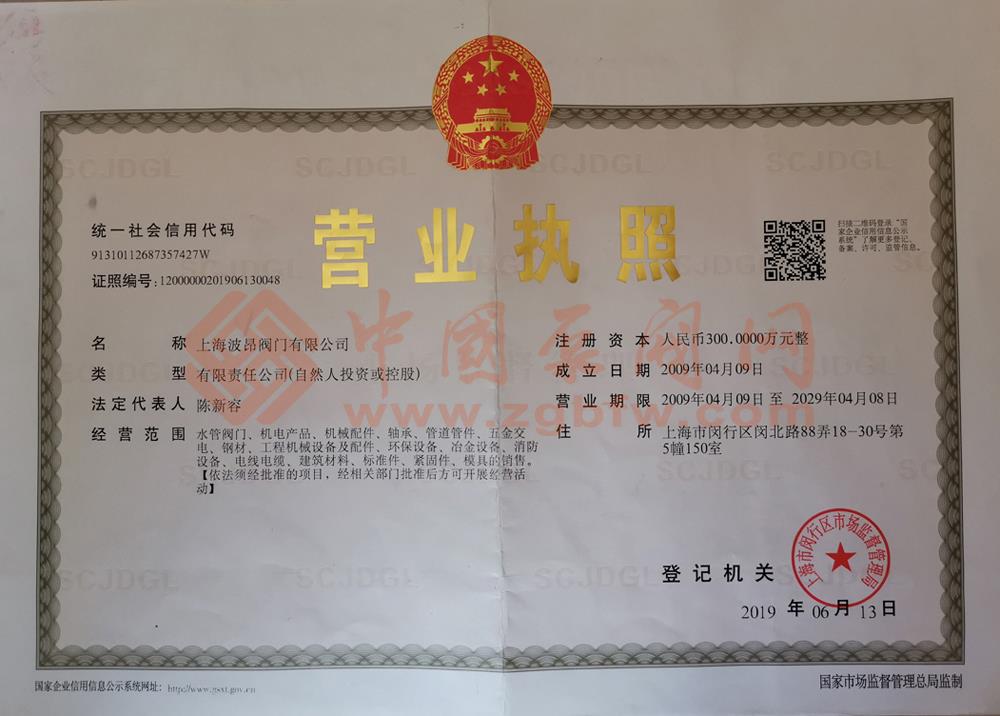 营业执照
统一社会信用代码
91310112687357427W
证照编号:12000000201906130048
扫描二维码登录“国
家企业信用信息公示
系统”了解更多登记、
备案、许可、监管信息。
名称 上海波昂阀门有限公司
类型 有限责任公司(自然人投资或控股)
法定代表人 陈新容
经营范围 水管阀门、机电产品、机械配件、轴承、管道管件、五金交
电、钢材、工程机械设备及配件、环保设备、冶金设备、消防
设备、电线电缆、建筑材料、标准件、紧固件、模具的销售。
【依法须经批准的项目,经相关部门批准后方可开展经营活
动】
注册资本 人民币300.0000万元整
成立日期 2009年04月09日
营业期限 2009年04月09日 至 2029年04月08日
住所 上海市闵行区闵北路88弄18-30号第
5幢150室
中國泵阀网
www.zgbfw.com
SCJDGL SCJDGL SCJDGL SCJDGL
登记机关
上海市闵行区市场监督管理局
2019 年 06 月 13 日
国家企业信用信息公示系统网址: http://www.gsxt.gov.cn
国家市场监督管理总局监制